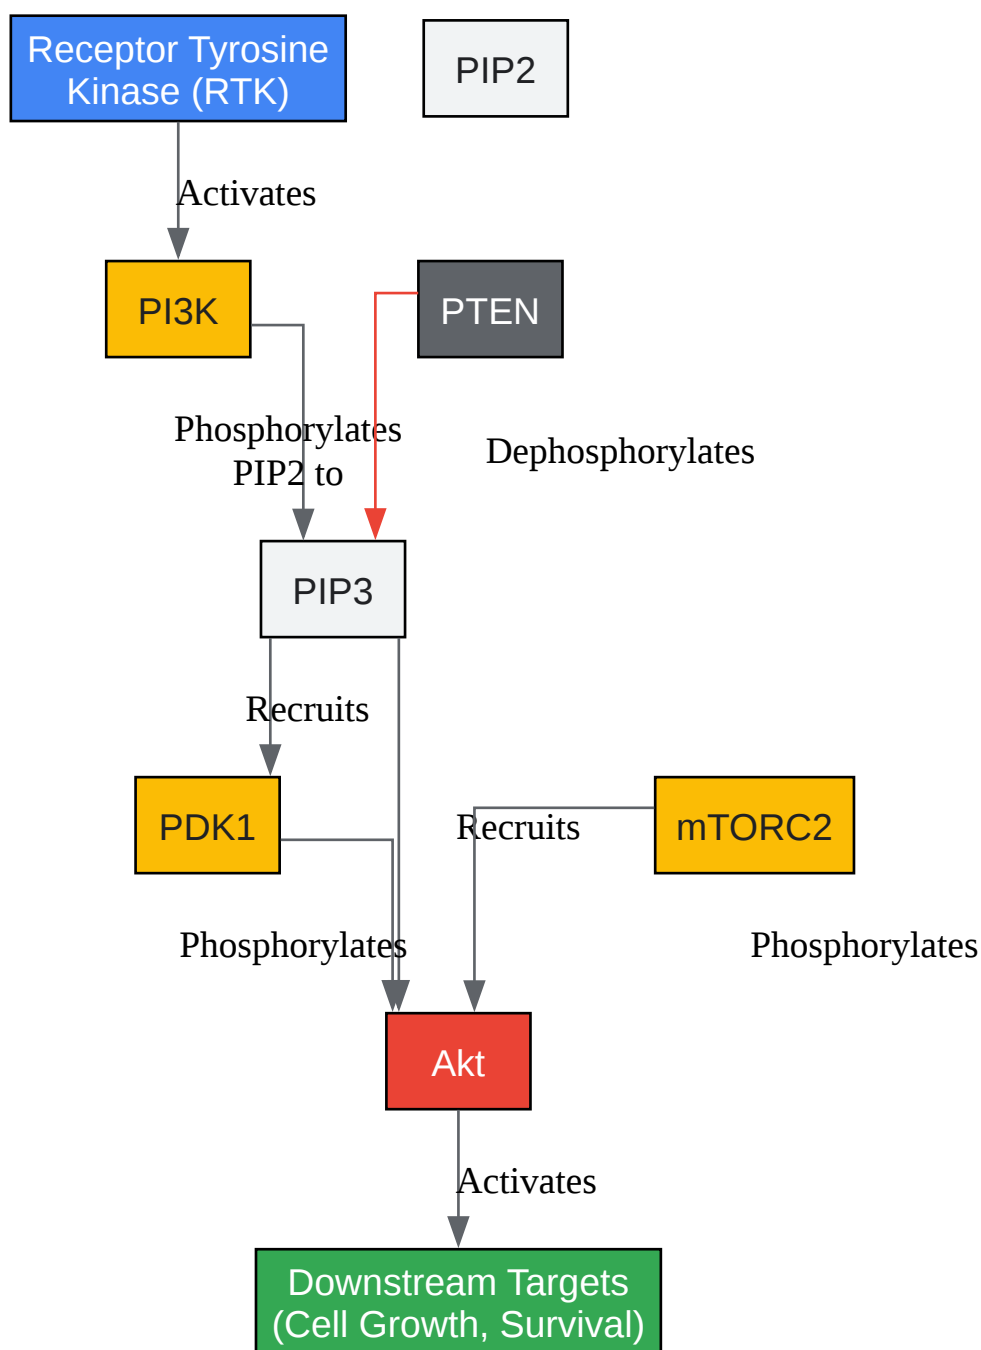 Receptor Tyrosine
Kinase (RTK)
PIP2
Activates
PI3K
PTEN
Phosphorylates
PIP2 to
Dephosphorylates
PIP3
Recruits
PDK1
Recruits
mTORC2
Phosphorylates
Phosphorylates
Akt
Activates
Downstream Targets
(Cell Growth, Survival)